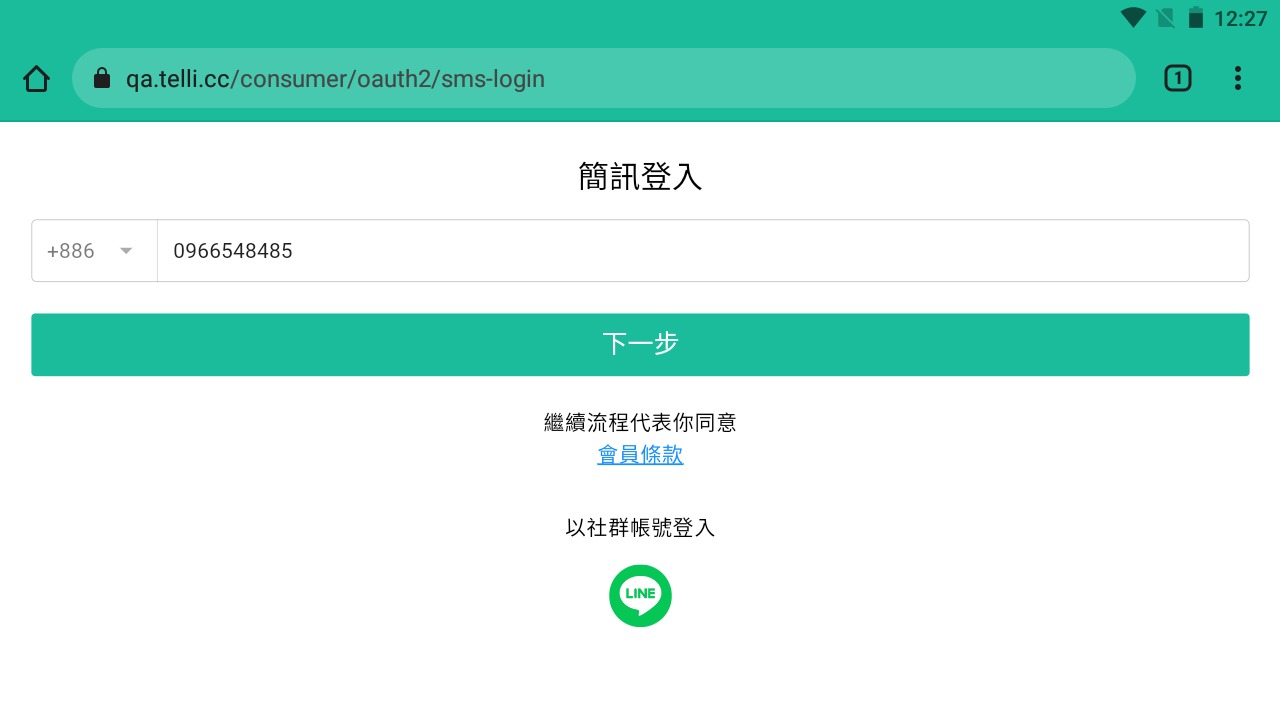 12:27
qa.telli.cc/consumer/oauth2/sms-login
1
簡訊登入
+886
0966548485
下一步
繼續流程代表你同意
會員條款
以社群帳號登入
LINE